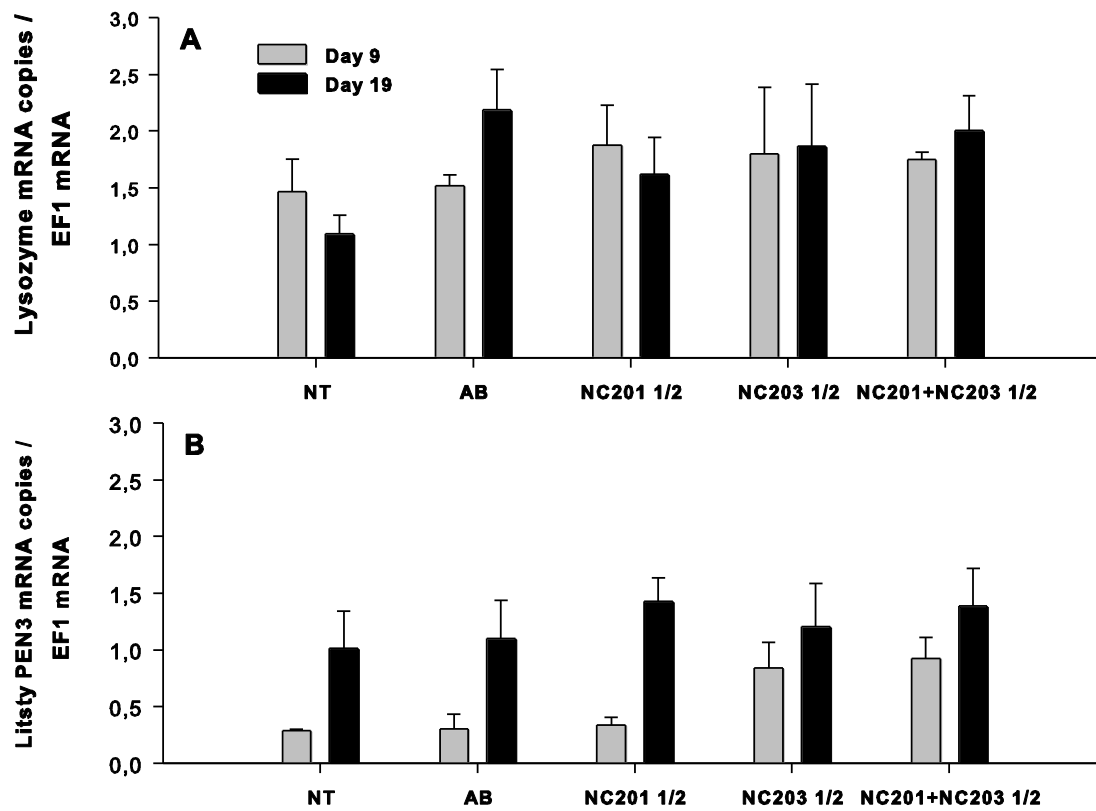 Lysozyme mRNA copies /
EF1 mRNA
3,0
2,5
2,0
1,5
1,0
0,5
0,0
A
Day 9
Day 19
NT AB NC201 1/2 NC203 1/2 NC201+NC203 1/2
Litsty PEN3 mRNA copies /
EF1 mRNA
3,0
2,5
2,0
1,5
1,0
0,5
0,0
B
NT AB NC201 1/2 NC203 1/2 NC201+NC203 1/2